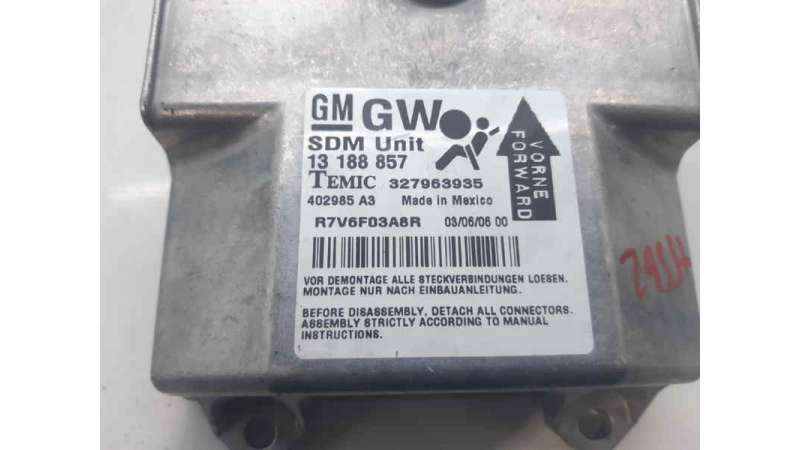 GM GW
SDM Unit
13 188 857
TEMIC 327963935
402985 A3 Made in Mexico
R7V6F03A8R 03/06/06 00
VORNE
FORWARD
VOR DEMONTAGE ALLE STECKVERBINDUNGEN LOESEN.
MONTAGE NUR NACH EINBAUANLEITUNG.
BEFORE DISASSEMBLY, DETACH ALL CONNECTORS.
ASSEMBLY STRICTLY ACCORDING TO MANUAL
INSTRUCTIONS.